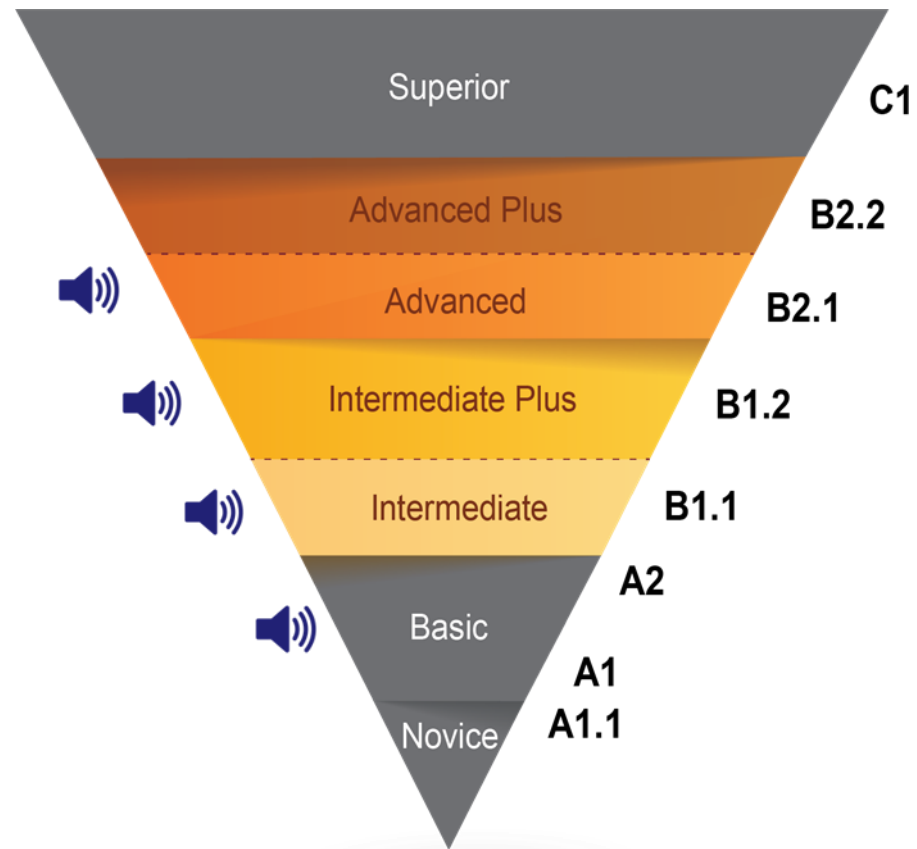 Superior
C1
Advanced Plus
B2.2
Advanced
B2.1
Intermediate Plus
B1.2
Intermediate
B1.1
A2
Basic
A1
A1.1
Novice